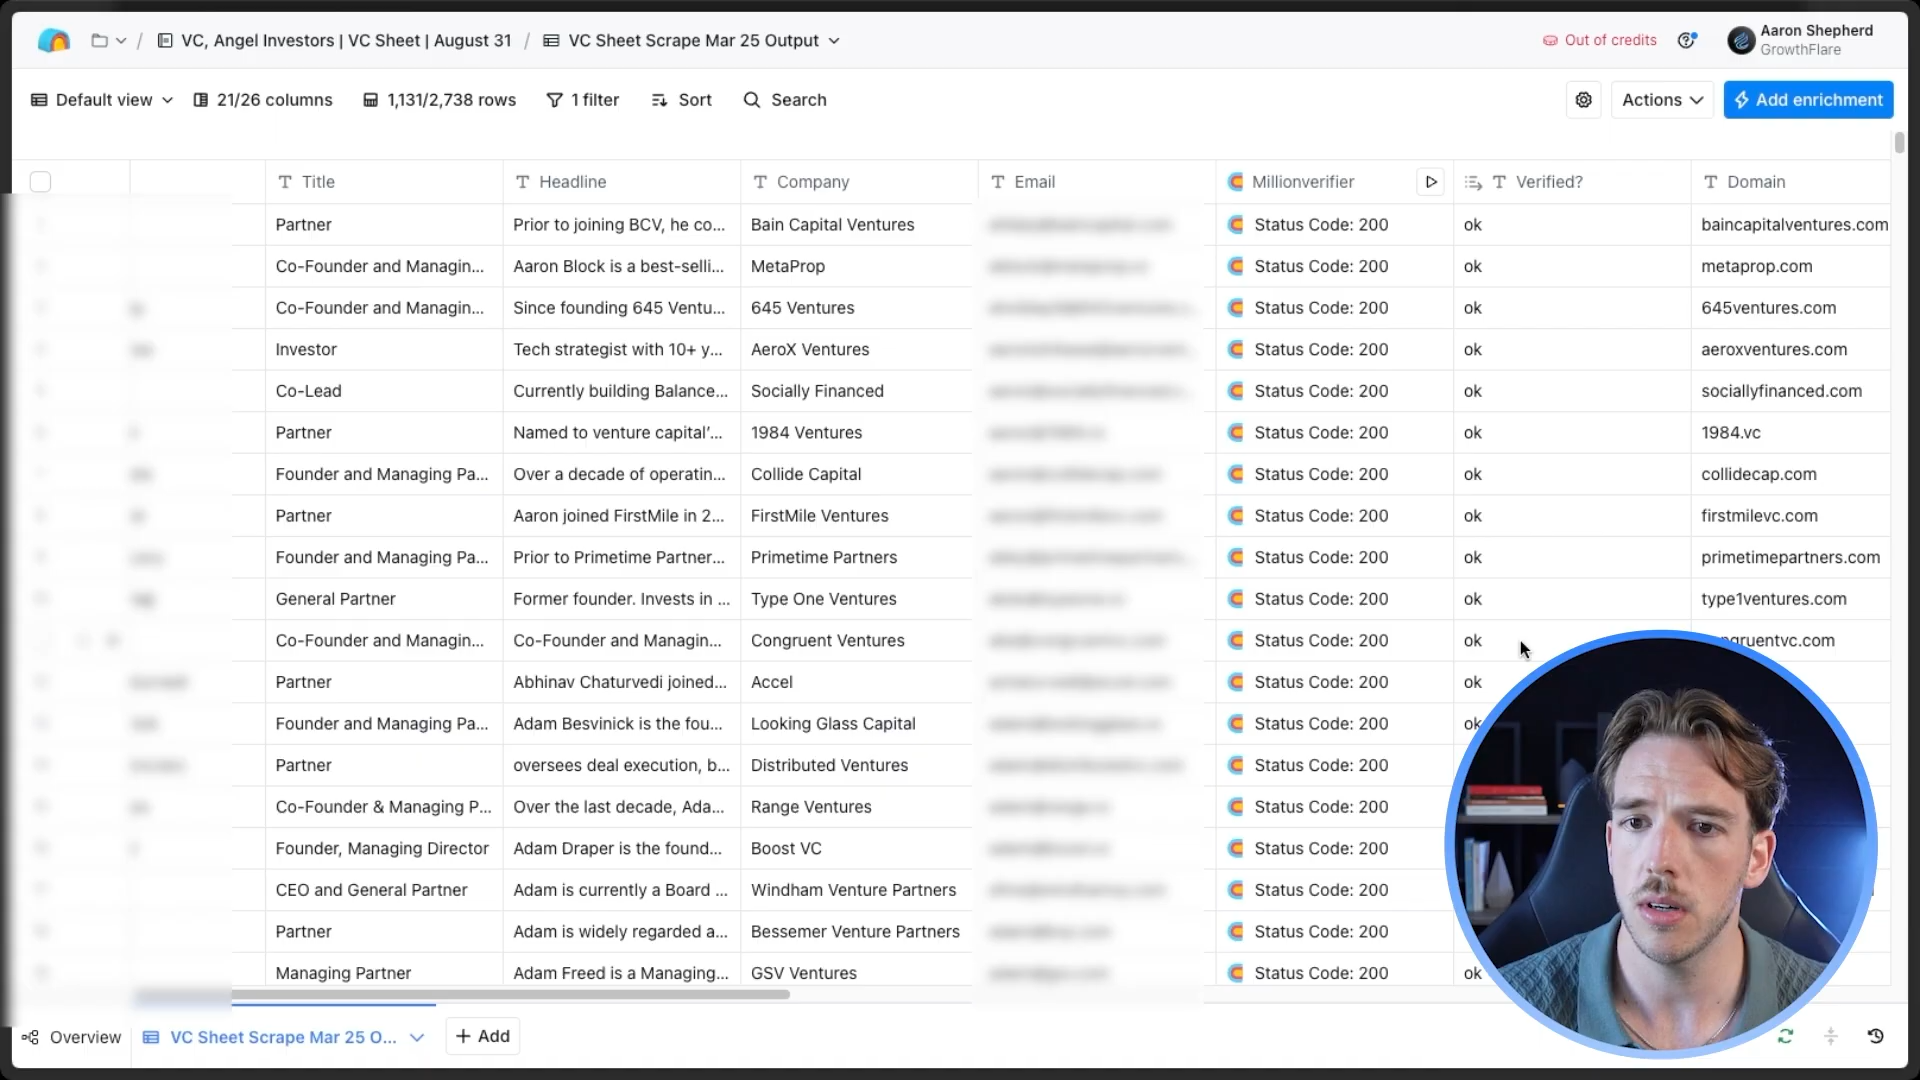 / VC, Angel Investors | VC Sheet | August 31 / VC Sheet Scrape Mar 25 Output
Out of credits
Aaron Shepherd
GrowthFlare
Default view 21/26 columns 1,131/2,738 rows 1 filter Sort Search Actions Add enrichment
Title Headline Company Email Millionverifier Verified? Domain
Partner Prior to joining BCV, he co... Bain Capital Ventures Status Code: 200 ok baincapitalventures.com
Co-Founder and Managin... Aaron Block is a best-selli... MetaProp Status Code: 200 ok metaprop.com
Co-Founder and Managin... Since founding 645 Ventu... 645 Ventures Status Code: 200 ok 645ventures.com
Investor Tech strategist with 10+ y... AeroX Ventures Status Code: 200 ok aeroxventures.com
Co-Lead Currently building Balance... Socially Financed Status Code: 200 ok sociallyfinanced.com
Partner Named to venture capital'... 1984 Ventures Status Code: 200 ok 1984.vc
Founder and Managing Pa... Over a decade of operatin... Collide Capital Status Code: 200 ok collidecap.com
Partner Aaron joined FirstMile in 2... FirstMile Ventures Status Code: 200 ok firstmilevc.com
Founder and Managing Pa... Prior to Primetime Partner... Primetime Partners Status Code: 200 ok primetimepartners.com
General Partner Former founder. Invests in ... Type One Ventures Status Code: 200 ok type1ventures.com
Co-Founder and Managin... Co-Founder and Managin... Congruent Ventures Status Code: 200 ok
Partner Abhinav Chaturvedi joined... Accel Status Code: 200 ok
Founder and Managing Pa... Adam Besvinick is the fou... Looking Glass Capital Status Code: 200 ok
Partner oversees deal execution, b... Distributed Ventures Status Code: 200
Co-Founder & Managing P... Over the last decade, Ada... Range Ventures Status Code: 200
Founder, Managing Director Adam Draper is the found... Boost VC Status Code: 200
CEO and General Partner Adam is currently a Board ... Windham Venture Partners Status Code: 200
Partner Adam is widely regarded a... Bessemer Venture Partners Status Code: 200
Managing Partner Adam Freed is a Managing... GSV Ventures Status Code: 200 ok
Overview VC Sheet Scrape Mar 25 O... + Add